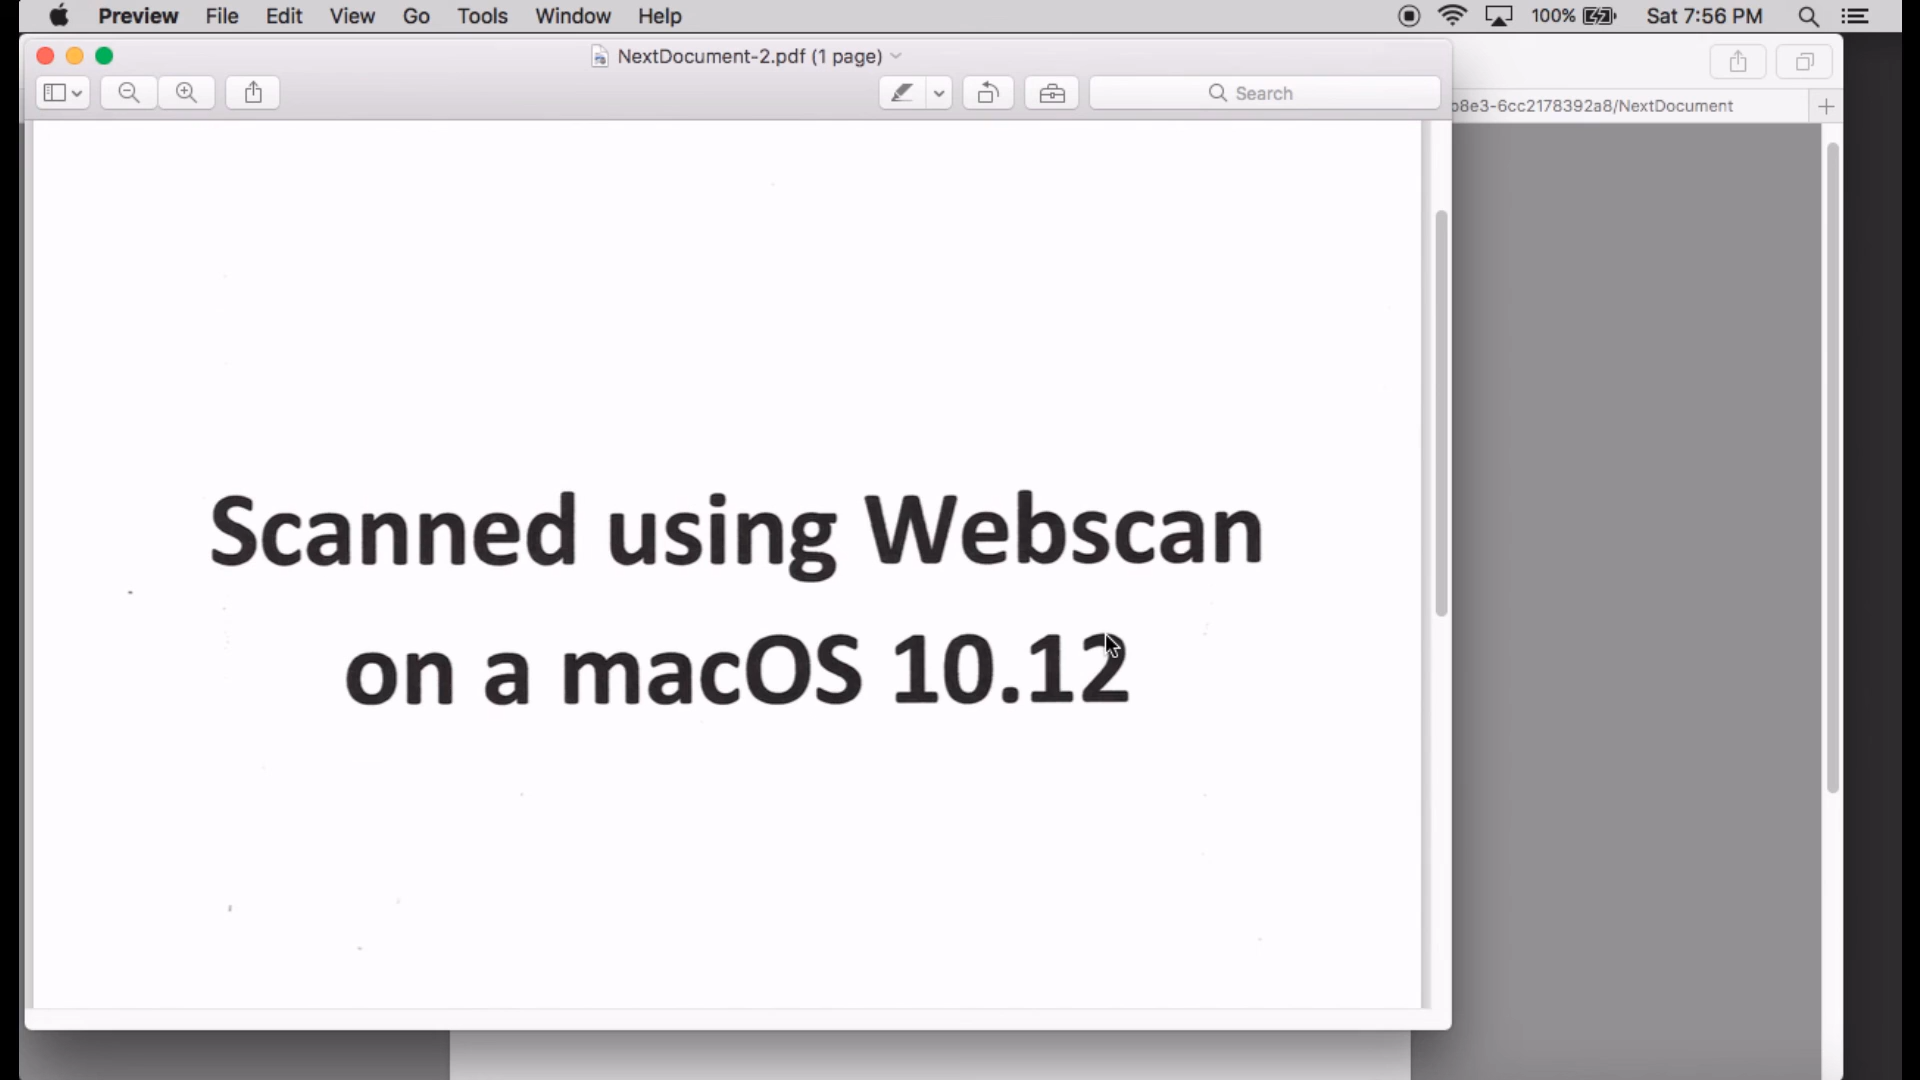 Preview File Edit View Go Tools Window Help 100% Sat 7:56 PM
NextDocument-2.pdf (1 page)
Search
b8e3-6cc2178392a8/NextDocument
Scanned using Webscan
on a macOS 10.12